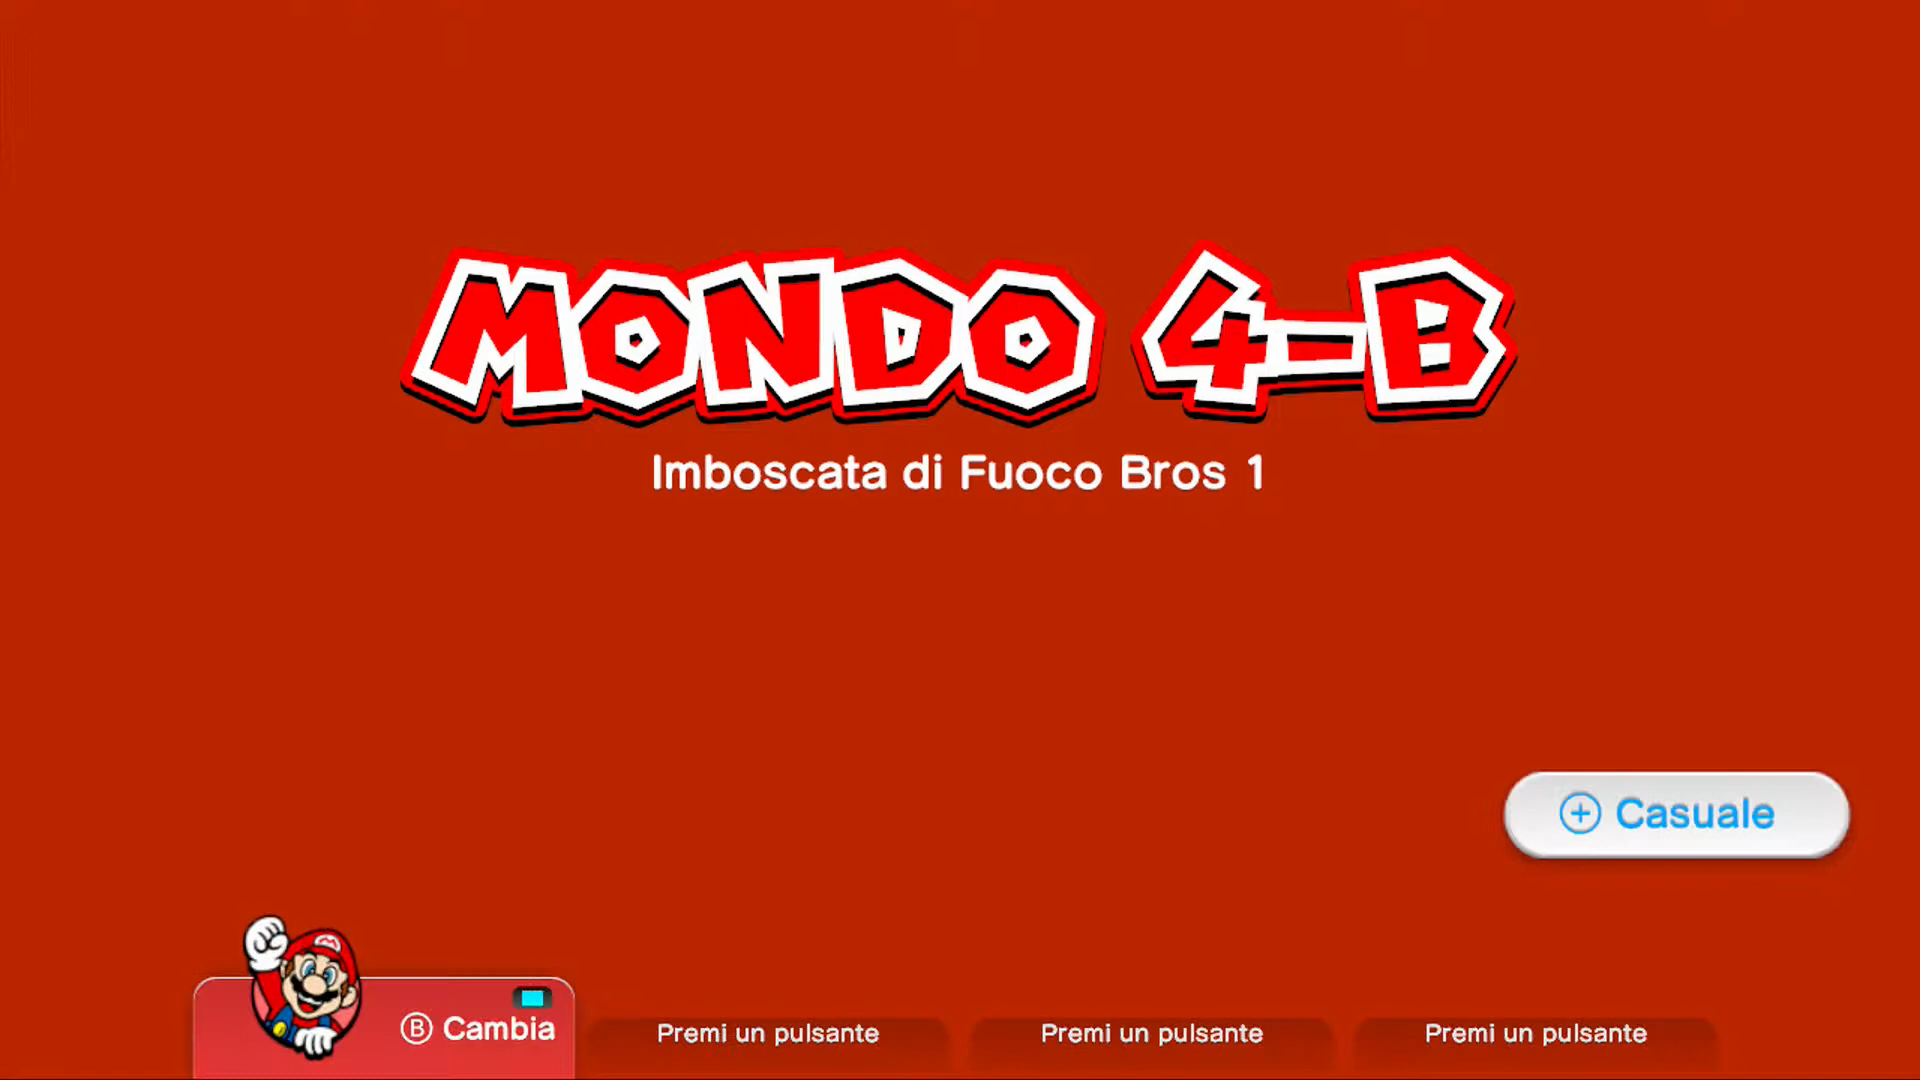 MONDO 4-B
Imboscata di Fuoco Bros 1
+ Casuale
B Cambia
Premi un pulsante
Premi un pulsante
Premi un pulsante